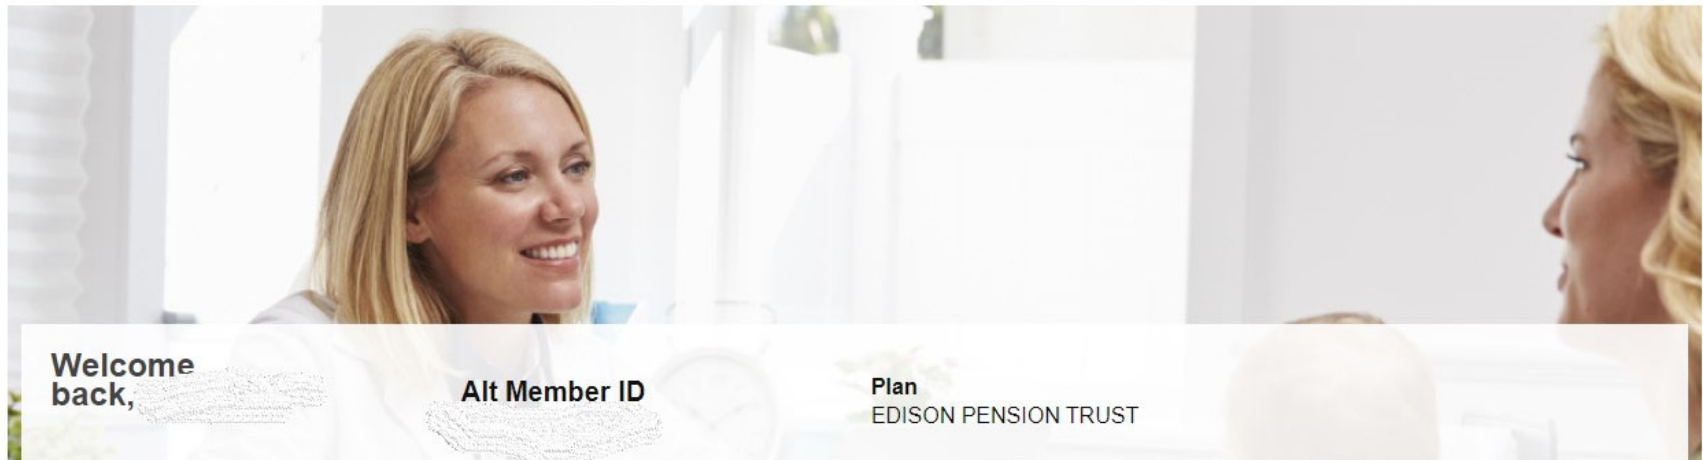 Welcome
back,
Alt Member ID
Plan
EDISON PENSION TRUST